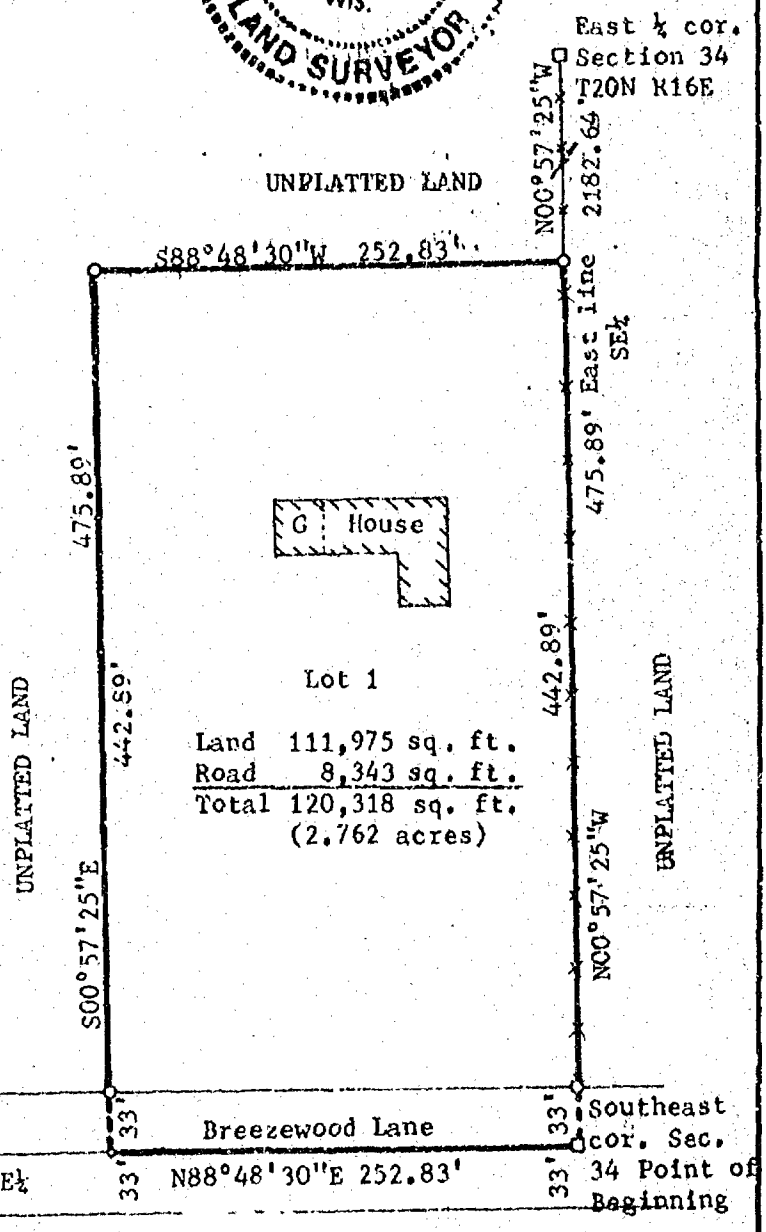 WIS.
LAND SURVEYOR
East ¼ cor.
Section 34
T20N R16E
N00°57'25"W
2182.64'
UNPLATTED LAND
S88°48'30"W 252.83'
475.89' East line
SE¼
475.89'
G House
442.89'
442.89'
Lot 1
Land 111,975 sq. ft.
Road 8,343 sq. ft.
Total 120,318 sq. ft.
(2.762 acres)
UNPLATTED LAND
UNPLATTED LAND
S00°57'25"E
N00°57'25"W
33'
Breezewood Lane
33'
Southeast
cor. Sec.
34 Point of
Beginning
33'
N88°48'30"E 252.83'
33'
E¼